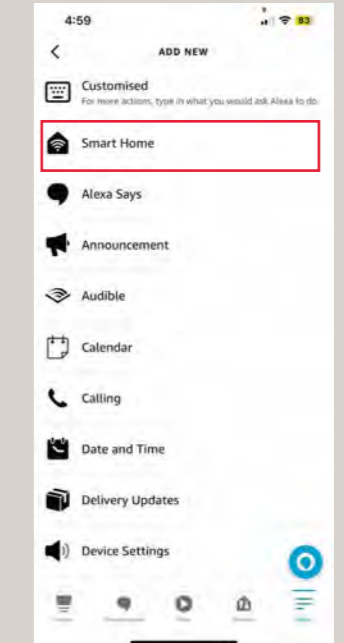 4:59
83
ADD NEW
Customised
For more actions, type in what you would ask Alexa to do.
Smart Home
Alexa Says
Announcement
Audible
Calendar
Calling
Date and Time
Delivery Updates
Device Settings